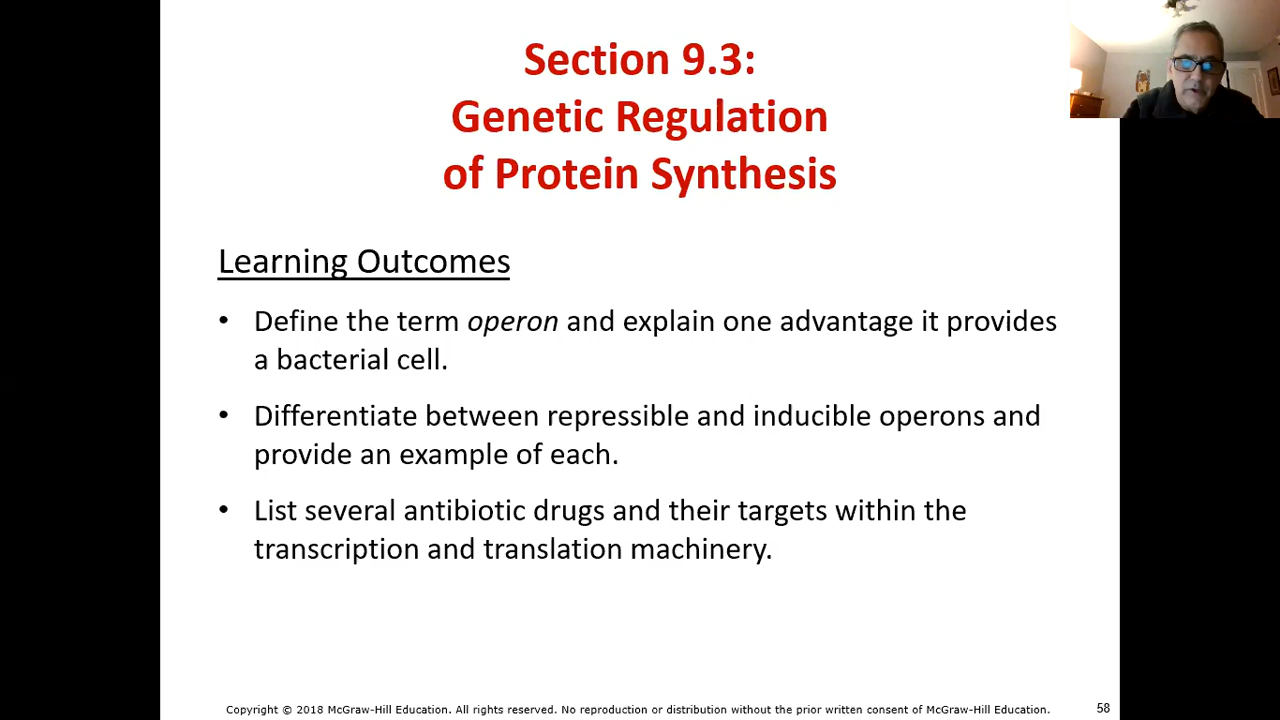 Section 9.3:
Genetic Regulation
of Protein Synthesis
Learning Outcomes
• Define the term operon and explain one advantage it provides
a bacterial cell.
• Differentiate between repressible and inducible operons and
provide an example of each.
• List several antibiotic drugs and their targets within the
transcription and translation machinery.
Copyright © 2018 McGraw-Hill Education. All rights reserved. No reproduction or distribution without the prior written consent of McGraw-Hill Education.
58